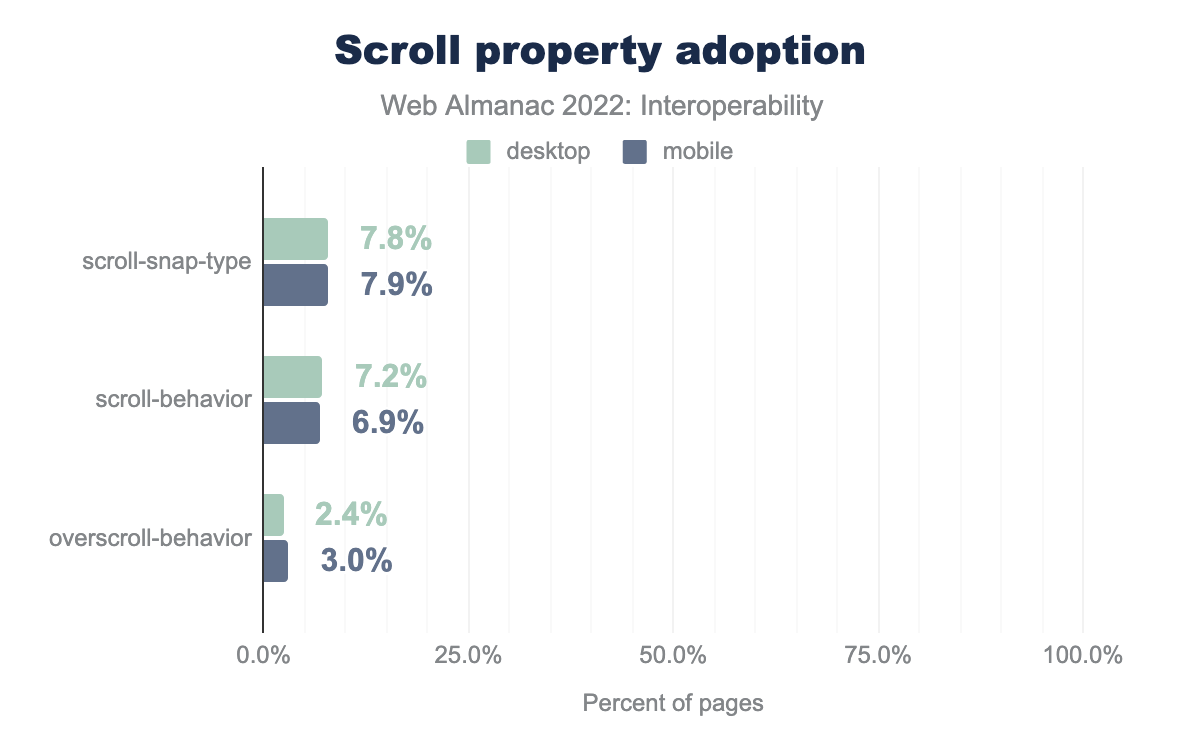 Scroll property adoption
Web Almanac 2022: Interoperability
desktop mobile
scroll-snap-type
7.8%
7.9%
scroll-behavior
7.2%
6.9%
overscroll-behavior
2.4%
3.0%
0.0% 25.0% 50.0% 75.0% 100.0%
Percent of pages